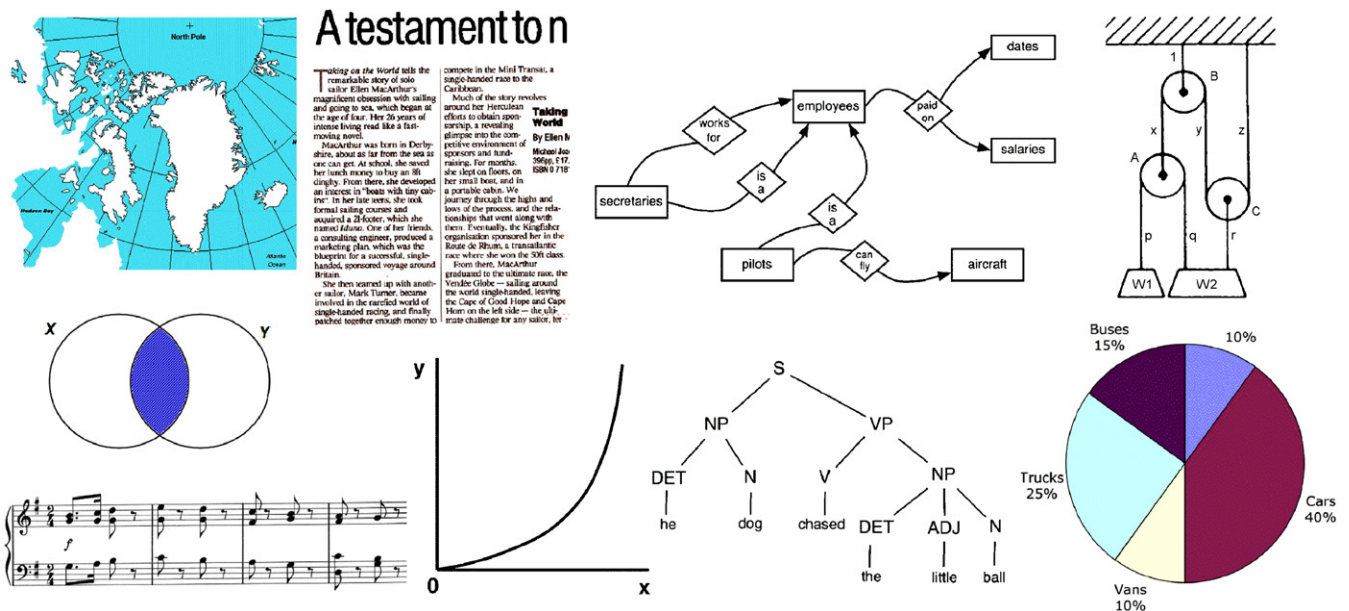 North Pole
Hudson Bay
Atlantic
Ocean
A testament to n
Taking on the World tells the
remarkable story of solo
sailor Ellen MacArthur's
magnificent obsession with sailing
and going to sea, which began at
the age of four. Her 26 years of
intense living read like a fast-
moving novel.
MacArthur was born in Derby-
shire, about as far from the sea as
one can get. At school, she saved
her lunch money to buy an 8ft
dinghy. From there, she developed
an interest in "boats with tiny cab-
ins". In her late teens, she took
formal sailing courses and
acquired a 21-footer, which she
named Iduna. One of her friends,
a consulting engineer, produced a
marketing plan, which was the
blueprint for a successful, single-
handed, sponsored voyage around
Britain.
She then teamed up with anoth-
er sailor, Mark Turner, became
involved in the rarefied world of
single-handed racing, and finally
patched together enough money to
compete in the Mini Transat, a
single-handed race to the
Caribbean.
Much of the story revolves
around her Herculean
efforts to obtain spon-
sorship, a revealing
glimpse into the com-
petitive environment of
sponsors and fund-
raising. For months,
she slept on floors, on
her small boat, and in
a portable cabin. We
journey through the highs and
lows of the process, and the rela-
tionships that went along with
them. Eventually, the Kingfisher
organisation sponsored her in the
Route de Rhum, a transatlantic
race where she won the 50ft class.
From there, MacArthur
graduated to the ultimate race, the
Vendée Globe — sailing around
the world single-handed, leaving
the Cape of Good Hope and Cape
Horn on the left side — the ulti-
mate challenge for any sailor, let
Taking
World
By Ellen M
Michael Jos
396pp, £17.
ISBN 0 718
dates
employees
paid
on
works
for
salaries
is
a
secretaries
is
a
pilots
can
fly
aircraft
1
B
x
y
z
A
C
p
q
r
W1
W2
X
Y
y
0
x
S
NP
VP
DET
N
V
NP
he
dog
chased
DET
ADJ
N
the
little
ball
Buses
15%
10%
Trucks
25%
Cars
40%
Vans
10%
2
4
f
2
4